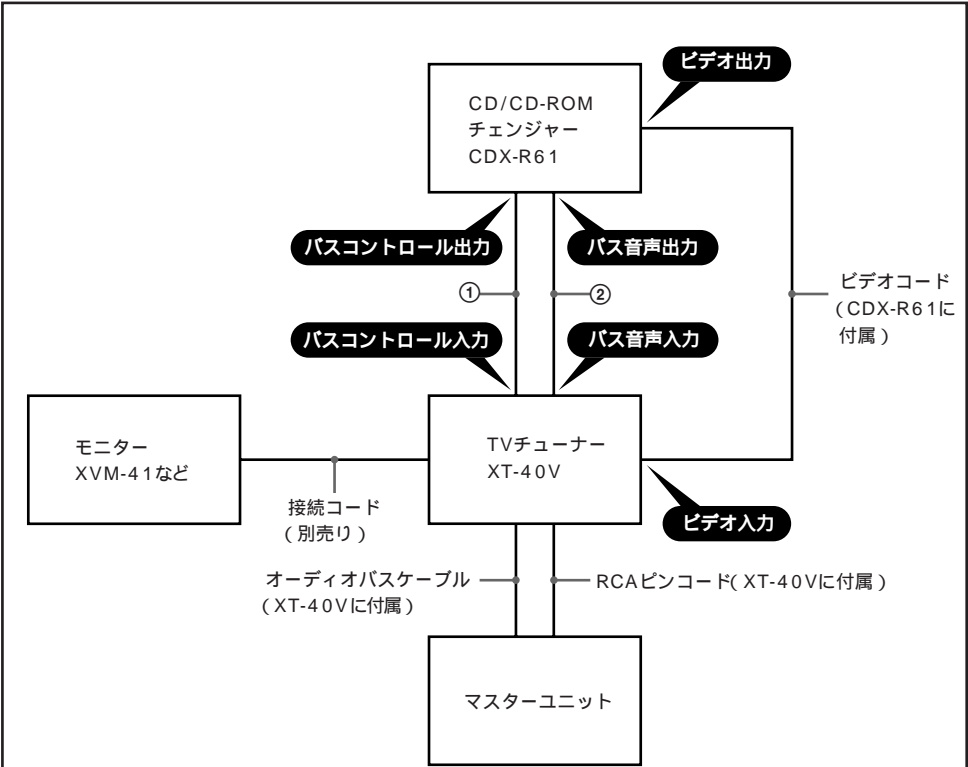 ビデオ出力
CD/CD-ROM
チェンジャー
CDX-R61
バスコントロール出力
バス音声出力
①
②
ビデオコード
（CDX-R61に
付属）
バスコントロール入力
バス音声入力
モニター
XVM-41など
TVチューナー
XT-40V
接続コード
（別売り）
ビデオ入力
オーディオバスケーブル
（XT-40Vに付属）
RCAピンコード（XT-40Vに付属）
マスターユニット